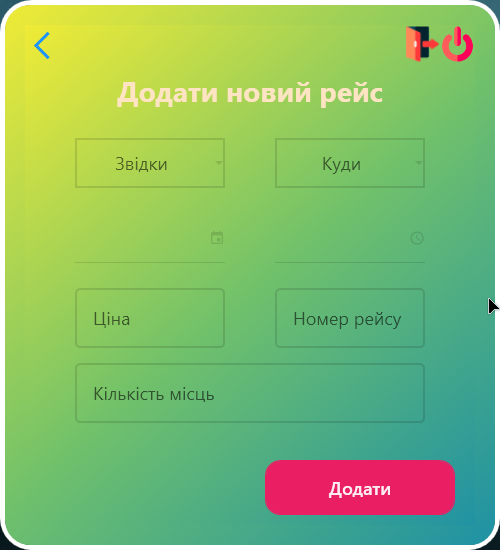 Додати новий рейс
Звідки
Куди
Ціна
Номер рейсу
Кількість місць
Додати